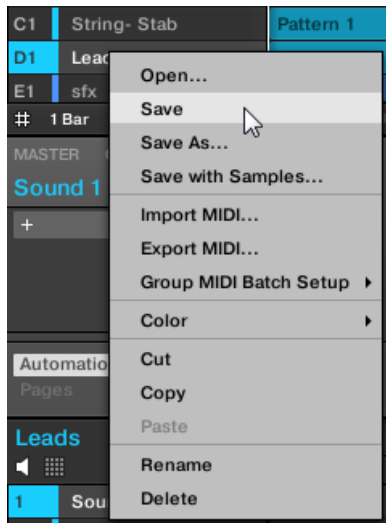 C1 String- Stab Pattern 1
D1 Lead
E1 sfx
# 1 Bar
MASTER
Sound 1
+
Automatio
Pages
Leads
1 Sou
Open...
Save
Save As...
Save with Samples...
Import MIDI...
Export MIDI...
Group MIDI Batch Setup
Color
Cut
Copy
Paste
Rename
Delete